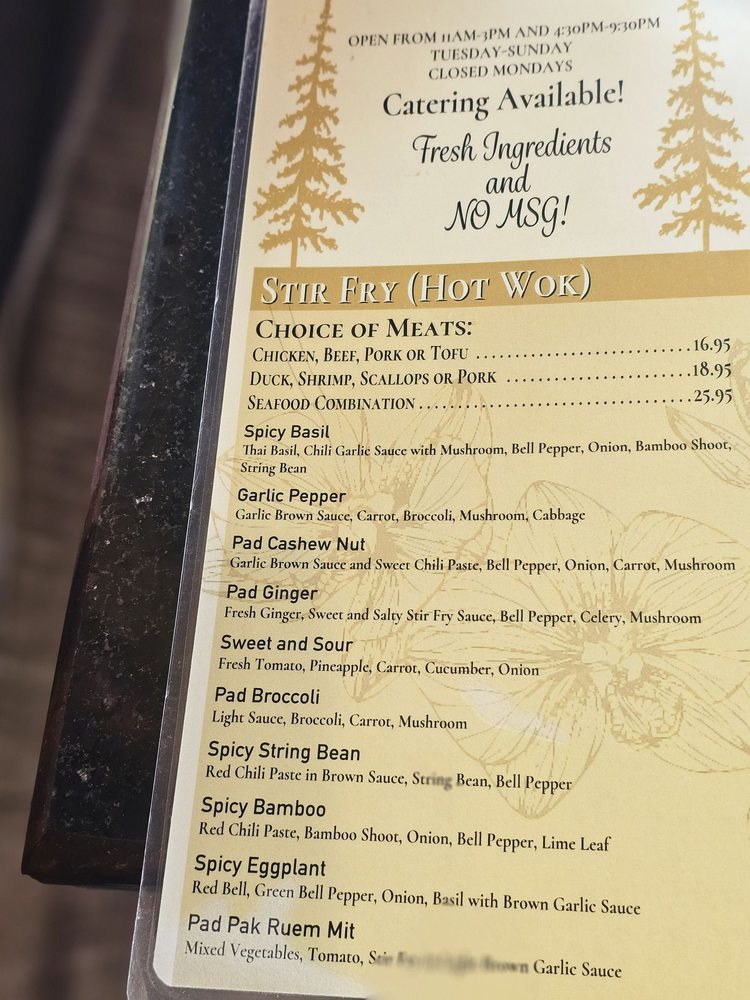 OPEN FROM 11AM-3PM AND 4:30PM-9:30PM
TUESDAY-SUNDAY
CLOSED MONDAYS
Catering Available!
Fresh Ingredients
and
NO MSG!
STIR FRY (HOT WOK)
CHOICE OF MEATS:
CHICKEN, BEEF, PORK OR TOFU ............................16.95
DUCK, SHRIMP, SCALLOPS OR PORK ........................18.95
SEAFOOD COMBINATION ....................................25.95
Spicy Basil
Thai Basil, Chili Garlic Sauce with Mushroom, Bell Pepper, Onion, Bamboo Shoot,
String Bean
Garlic Pepper
Garlic Brown Sauce, Carrot, Broccoli, Mushroom, Cabbage
Pad Cashew Nut
Garlic Brown Sauce and Sweet Chili Paste, Bell Pepper, Onion, Carrot, Mushroom
Pad Ginger
Fresh Ginger, Sweet and Salty Stir Fry Sauce, Bell Pepper, Celery, Mushroom
Sweet and Sour
Fresh Tomato, Pineapple, Carrot, Cucumber, Onion
Pad Broccoli
Light Sauce, Broccoli, Carrot, Mushroom
Spicy String Bean
Red Chili Paste in Brown Sauce, String Bean, Bell Pepper
Spicy Bamboo
Red Chili Paste, Bamboo Shoot, Onion, Bell Pepper, Lime Leaf
Spicy Eggplant
Red Bell, Green Bell Pepper, Onion, Basil with Brown Garlic Sauce
Pad Pak Ruem Mit
Mixed Vegetables, Tomato, Brown Garlic Sauce